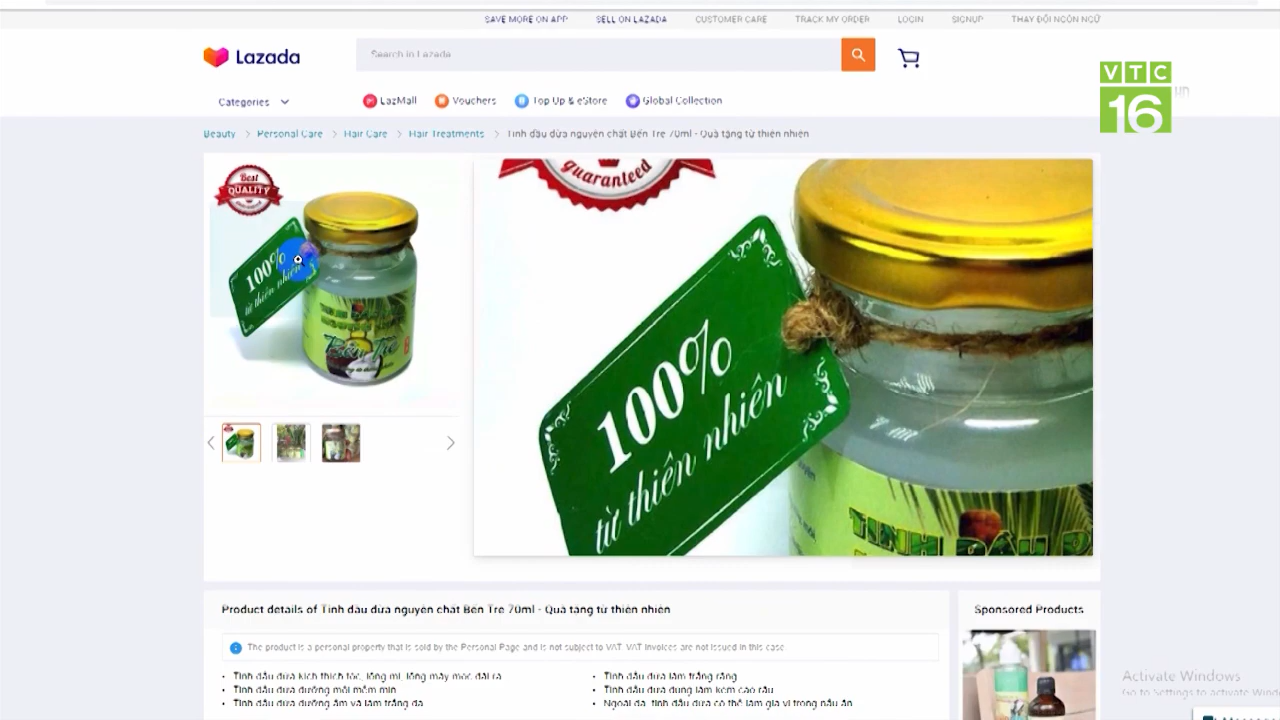 SAVE MORE ON APP SELL ON LAZADA CUSTOMER CARE TRACK MY ORDER LOGIN SIGNUP THAY ĐỔI NGÔN NGỮ
Lazada
Search in Lazada
VTC
16
Categories
LazMall Vouchers Top Up & eStore Global Collection
Beauty Personal Care Hair Care Hair Treatments Tinh dầu dừa nguyên chất Bến Tre 70ml - Quà tặng từ thiên nhiên
Best
QUALITY
guaranteed
100%
từ thiên nhiên
Bến Tre
100%
từ thiên nhiên
TINH DẦU
Product details of Tinh dầu dừa nguyên chất Bến Tre 70ml - Quà tặng từ thiên nhiên
Sponsored Products
The product is a personal property that is sold by the Personal Page and is not subject to VAT. VAT Invoices are not issued in this case.
Tinh dầu dừa kích thích tóc, lông mi, lông mày mọc dài ra
Tinh dầu dừa dưỡng môi mềm mịn
Tinh dầu dừa dưỡng ẩm và làm trắng da
Tinh dầu dừa làm trắng răng
Tinh dầu dừa dùng làm kem cạo râu
Ngoài da, tinh dầu dừa có thể làm gia vị trong nấu ăn
Activate Windows
Go to Settings to activate Windo